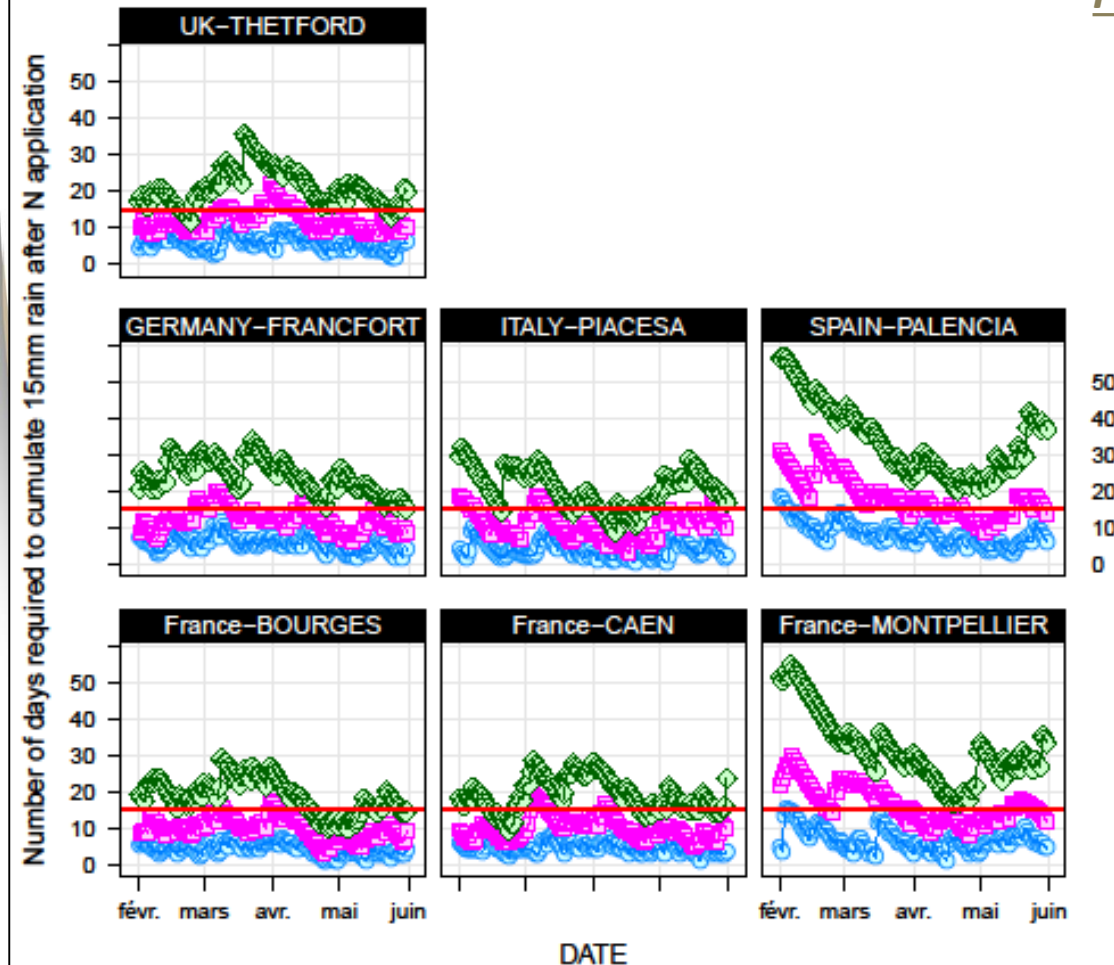 UK–THETFORD
Number of days required to cumulate 15mm rain after N application
50
40
30
20
10
0
GERMANY–FRANCFORT
ITALY–PIACESA
SPAIN–PALENCIA
50
40
30
20
10
0
France–BOURGES
France–CAEN
France–MONTPELLIER
50
40
30
20
10
0
févr. mars avr. mai juin
févr. mars avr. mai juin
DATE